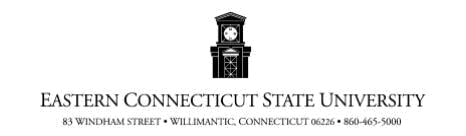 EASTERN CONNECTICUT STATE UNIVERSITY
83 WINDHAM STREET • WILLIMANTIC, CONNECTICUT 06226 • 860-465-5000